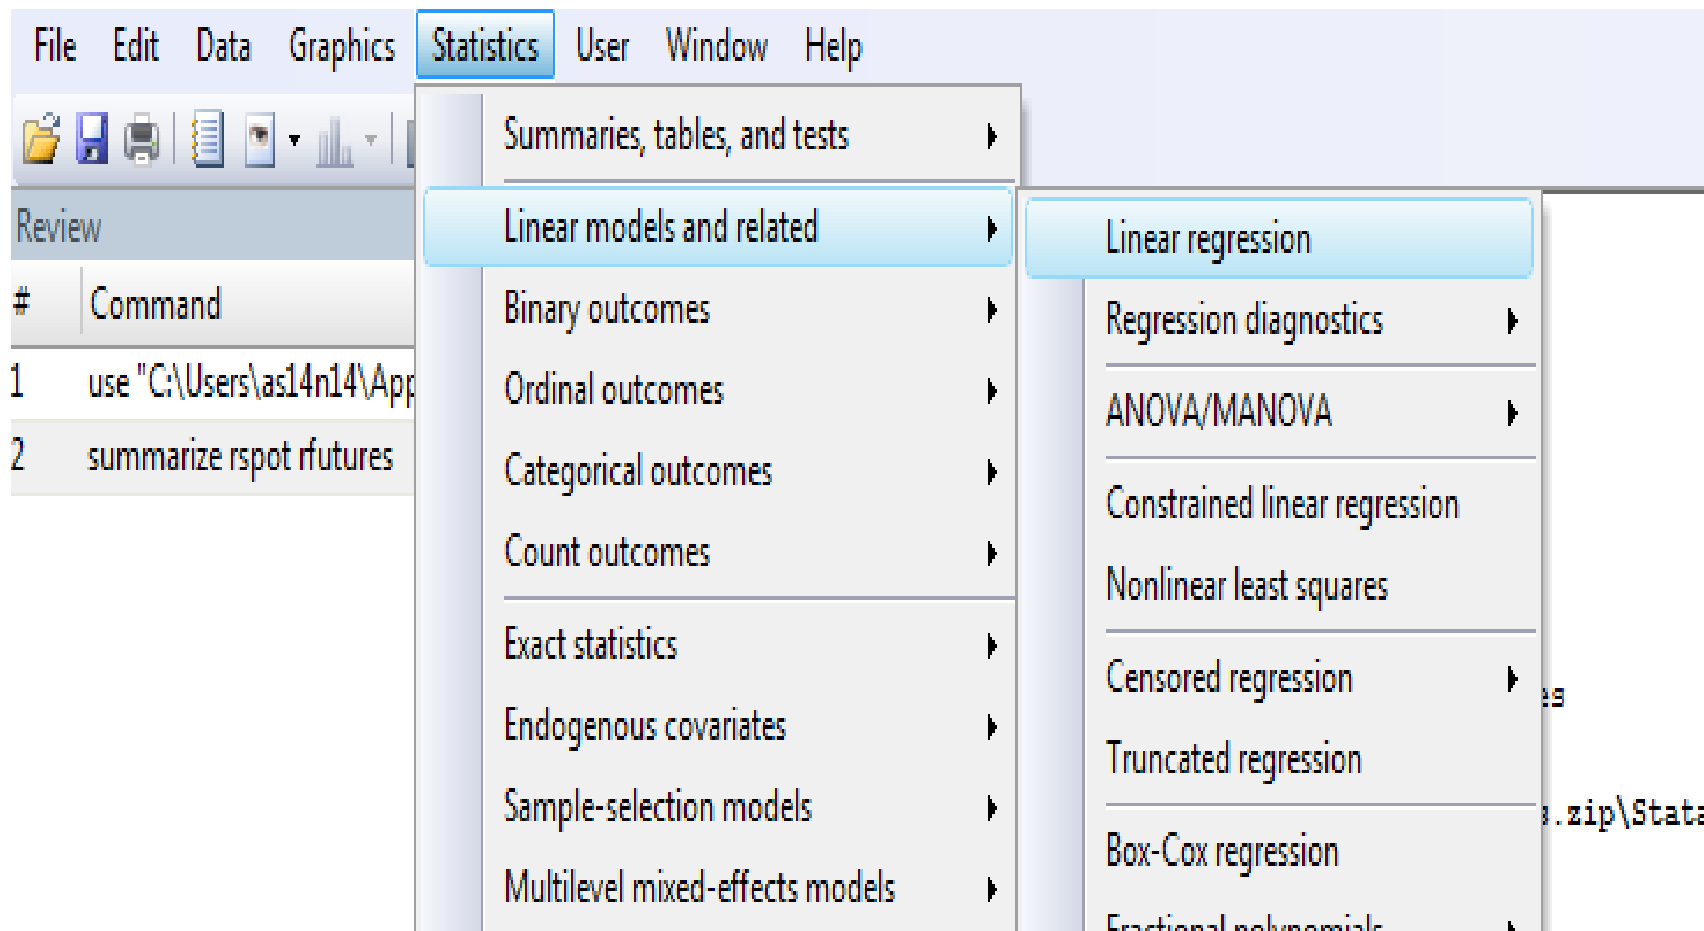 File Edit Data Graphics Statistics User Window Help
Review
# Command
1 use "C:\Users\as14n14\App
2 summarize rspot rfutures
Summaries, tables, and tests
Linear models and related
Binary outcomes
Ordinal outcomes
Categorical outcomes
Count outcomes
Exact statistics
Endogenous covariates
Sample-selection models
Multilevel mixed-effects models
Linear regression
Regression diagnostics
ANOVA/MANOVA
Constrained linear regression
Nonlinear least squares
Censored regression
Truncated regression
Box-Cox regression
Fractional polynomials
es
.zip\Stata